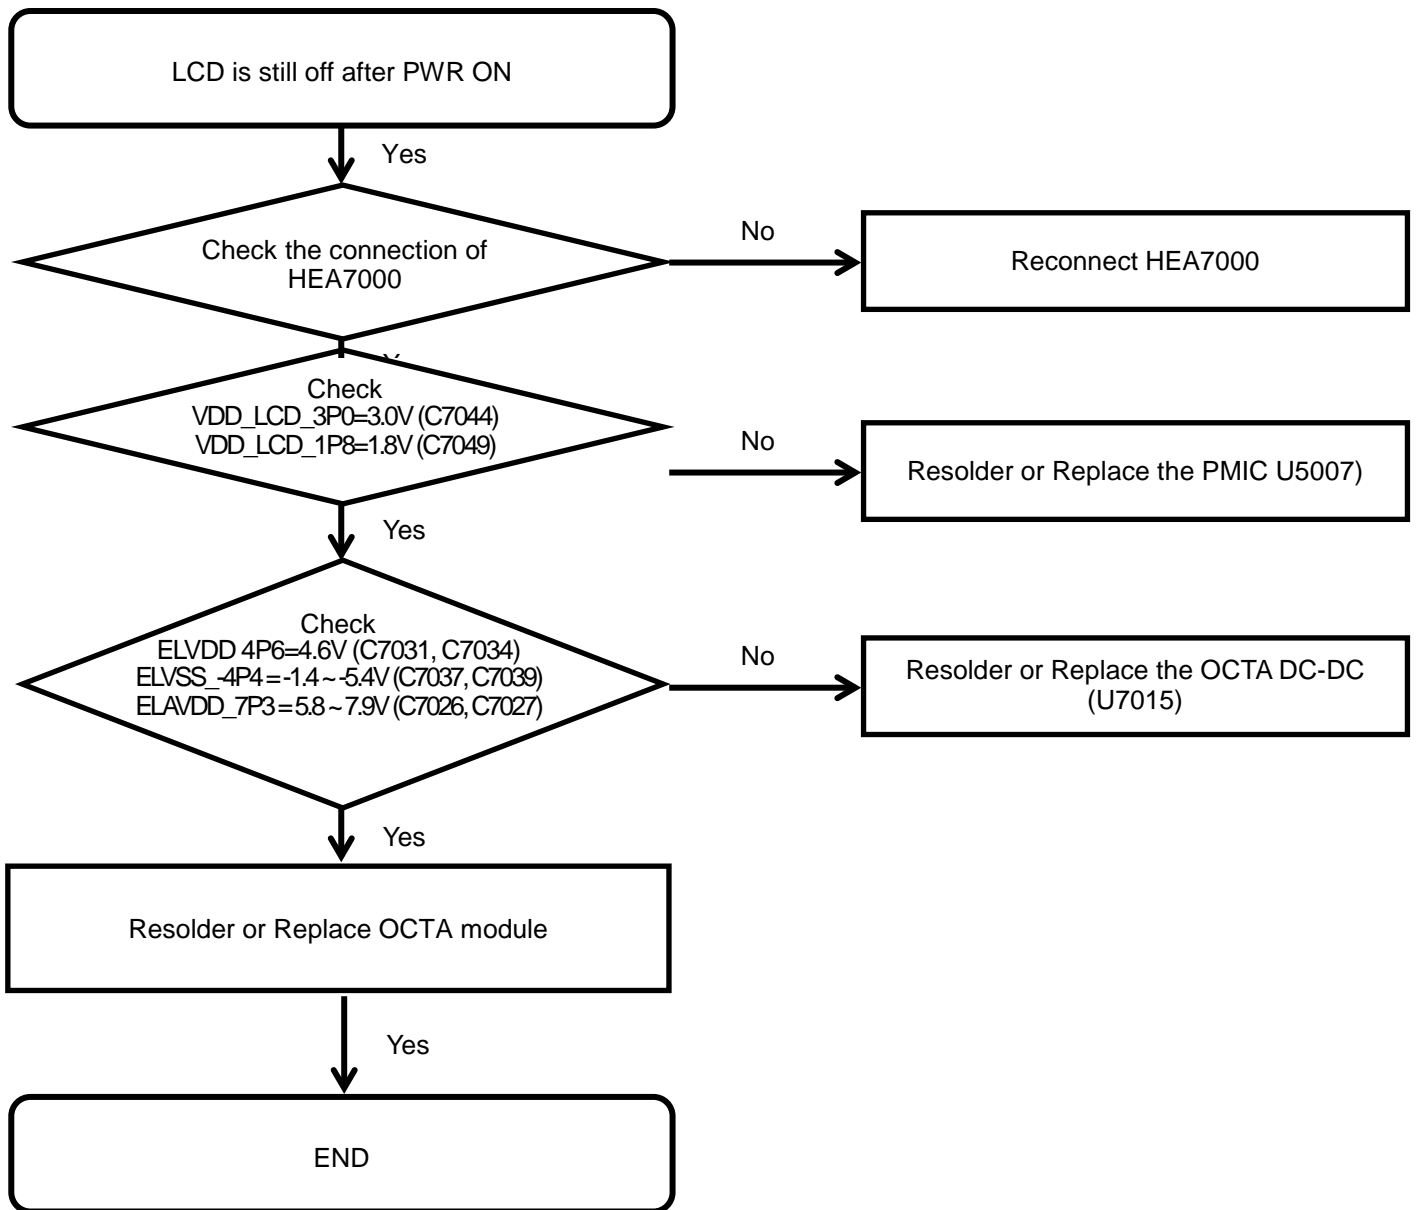 LCD is still off after PWR ON
Yes
Check the connection of
HEA7000
No
Reconnect HEA7000
Check
VDD_LCD_3P0=3.0V (C7044)
VDD_LCD_1P8=1.8V (C7049)
No
Resolder or Replace the PMIC U5007)
Yes
Check
ELVDD 4P6=4.6V (C7031, C7034)
ELVSS_-4P4 = -1.4 ~ -5.4V (C7037, C7039)
ELAVDD_7P3 = 5.8 ~ 7.9V (C7026, C7027)
No
Resolder or Replace the OCTA DC-DC
(U7015)
Yes
Resolder or Replace OCTA module
Yes
END